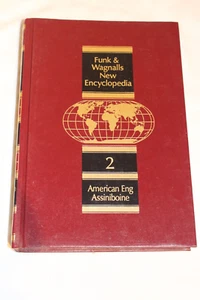 Funk &
Wagnalls
New
Encyclopedia
2
American Eng
Assiniboine